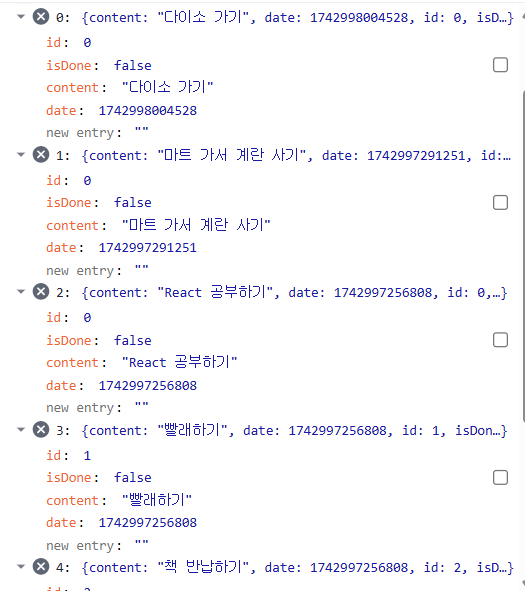 0: {content: "다이소 가기", date: 1742998004528, id: 0, isD…}
id: 0
isDone: false
content: "다이소 가기"
date: 1742998004528
new entry: ""
1: {content: "마트 가서 계란 사기", date: 1742997291251, id:…
id: 0
isDone: false
content: "마트 가서 계란 사기"
date: 1742997291251
new entry: ""
2: {content: "React 공부하기", date: 1742997256808, id: 0,…}
id: 0
isDone: false
content: "React 공부하기"
date: 1742997256808
new entry: ""
3: {content: "빨래하기", date: 1742997256808, id: 1, isDon…}
id: 1
isDone: false
content: "빨래하기"
date: 1742997256808
new entry: ""
4: {content: "책 반납하기", date: 1742997256808, id: 2, isD…}